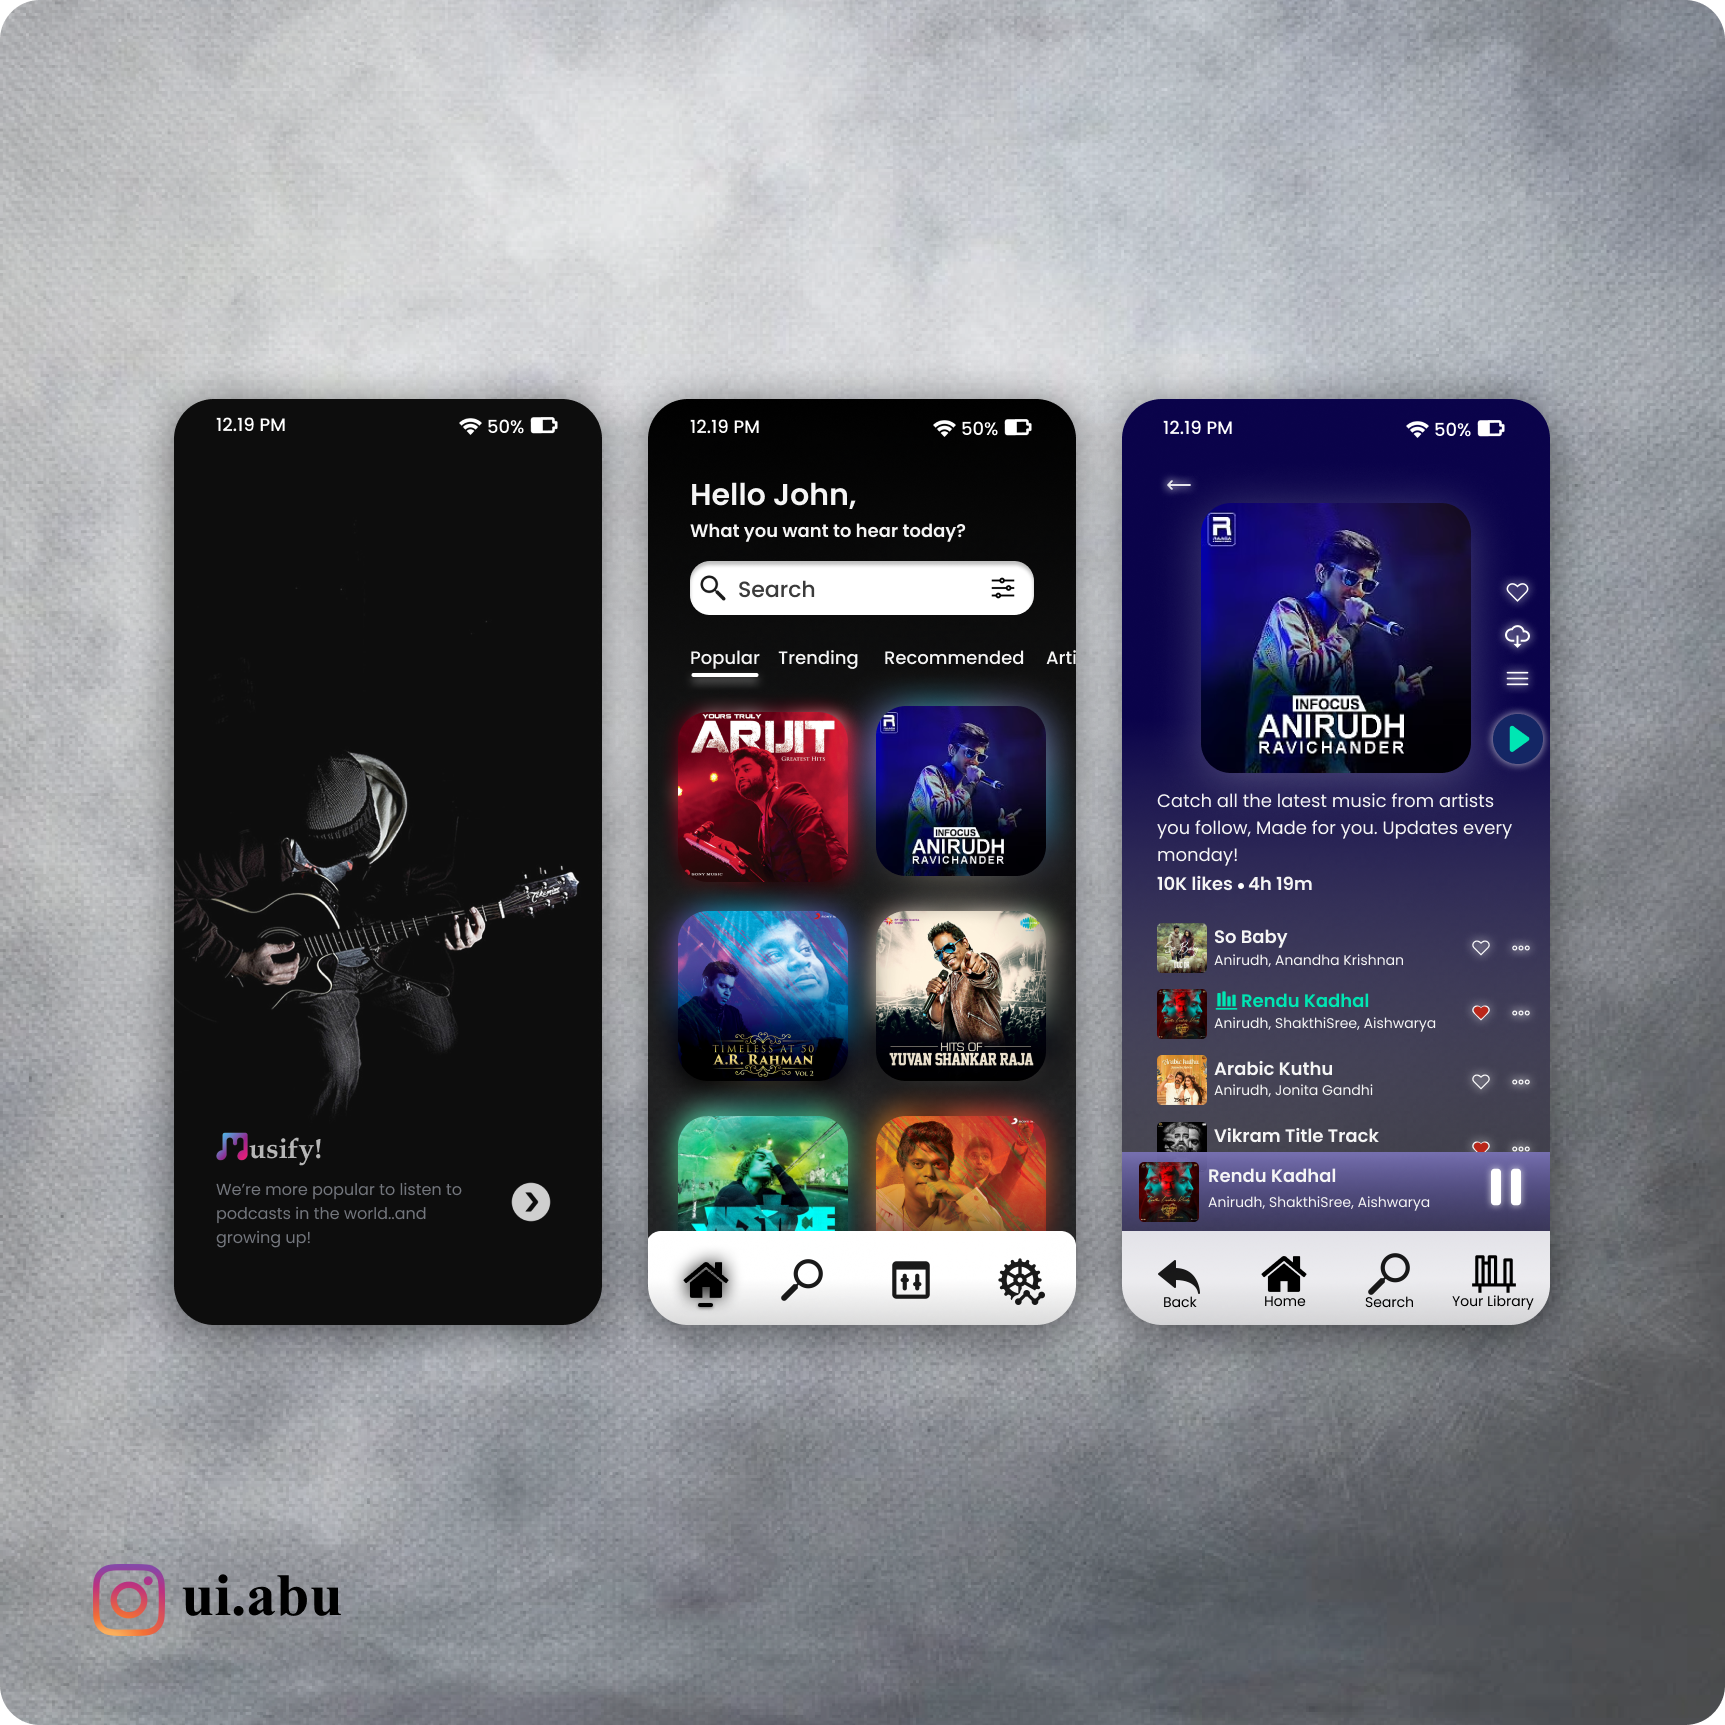 12.19 PM
50%
Musify!
We're more popular to listen to
podcasts in the world..and
growing up!
12.19 PM
50%
Hello John,
What you want to hear today?
Search
Popular Trending Recommended Arti
YOURS TRULY
ARIJIT
GREATEST HITS
SONY MUSIC
INFOCUS
ANIRUDH
RAVICHANDER
TIMELESS AT 50
A.R. RAHMAN
VOL 2
HITS OF
YUVAN SHANKAR RAJA
12.19 PM
50%
INFOCUS
ANIRUDH
RAVICHANDER
Catch all the latest music from artists
you follow, Made for you. Updates every
monday!
10K likes • 4h 19m
So Baby
Anirudh, Anandha Krishnan
Rendu Kadhal
Anirudh, ShakthiSree, Aishwarya
Arabic Kuthu
Anirudh, Jonita Gandhi
Vikram Title Track
Rendu Kadhal
Anirudh, ShakthiSree, Aishwarya
Back Home Search Your Library
ui.abu